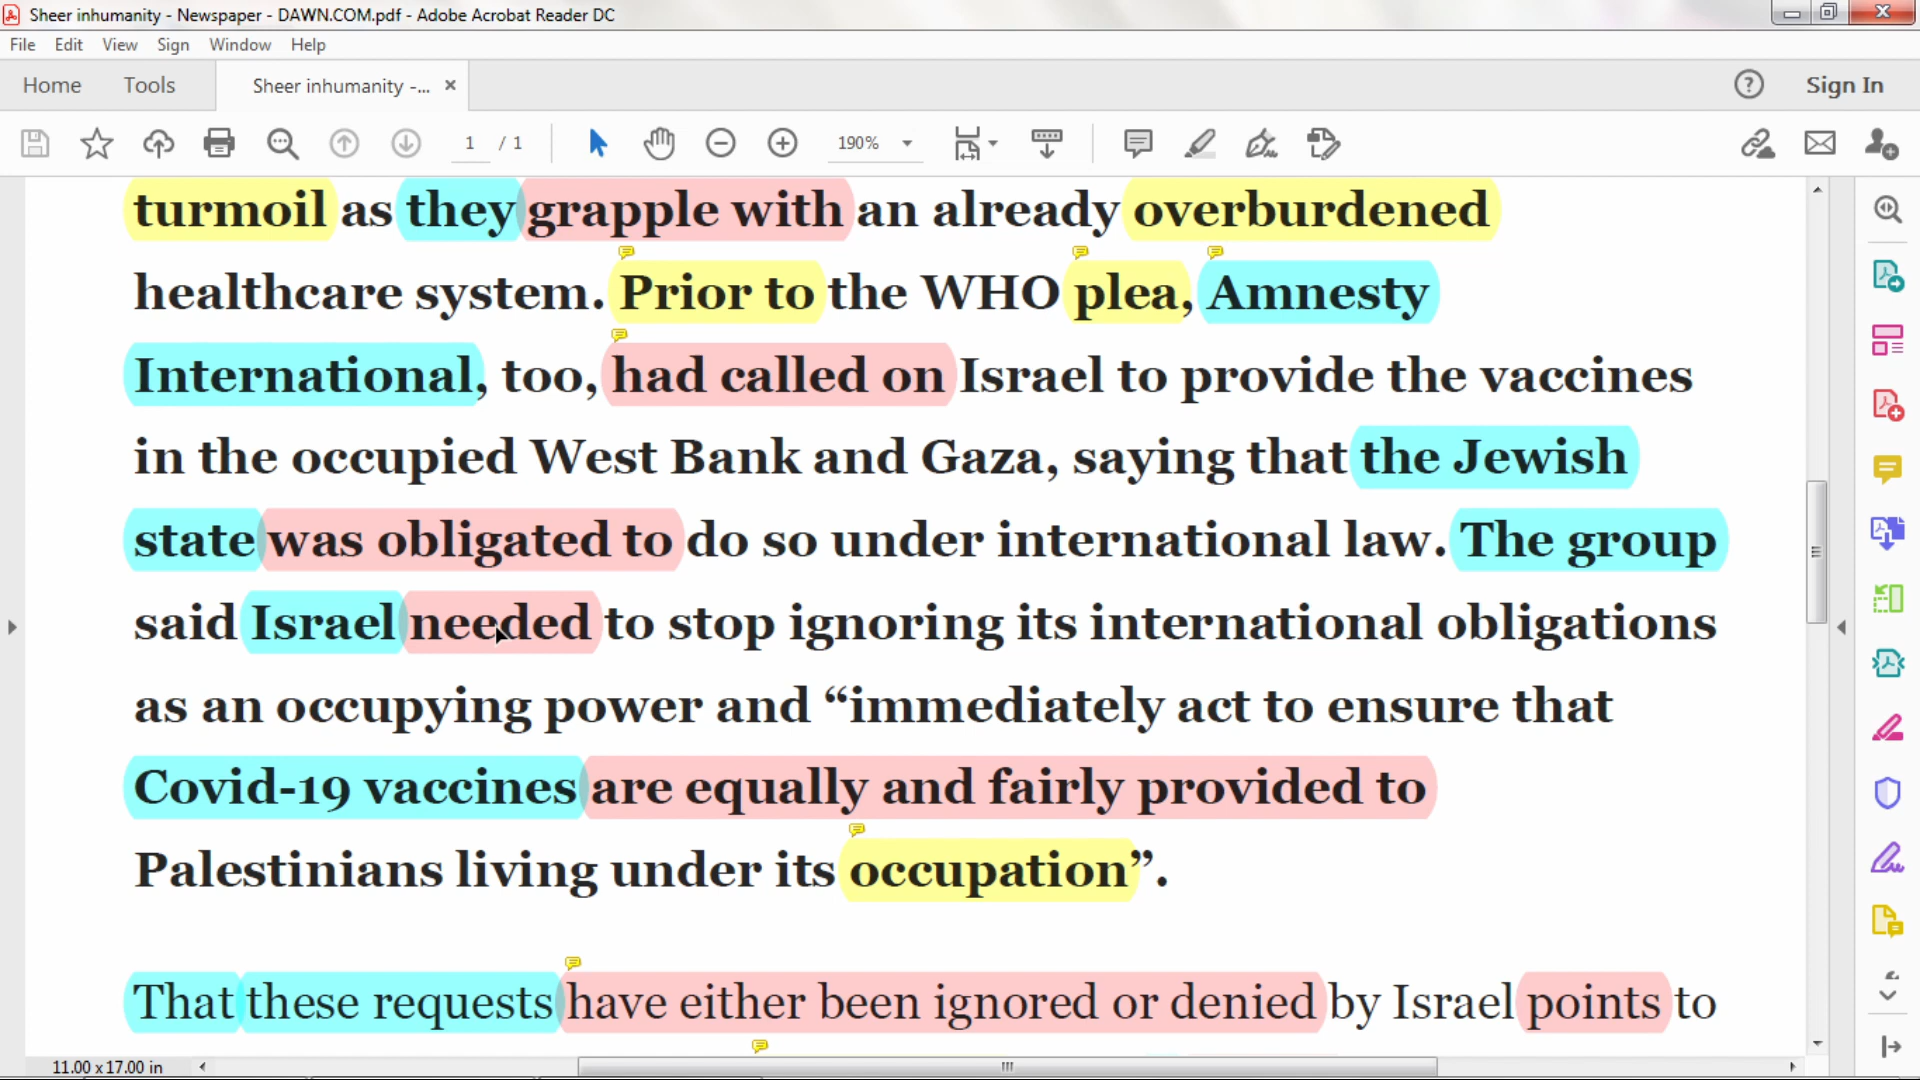 Sheer inhumanity - Newspaper - DAWN.COM.pdf - Adobe Acrobat Reader DC
File Edit View Sign Window Help
Home Tools Sheer inhumanity -... × ? Sign In
1 / 1 190%
turmoil as they grapple with an already overburdened
healthcare system. Prior to the WHO plea, Amnesty
International, too, had called on Israel to provide the vaccines
in the occupied West Bank and Gaza, saying that the Jewish
state was obligated to do so under international law. The group
said Israel needed to stop ignoring its international obligations
as an occupying power and “immediately act to ensure that
Covid-19 vaccines are equally and fairly provided to
Palestinians living under its occupation”.
That these requests have either been ignored or denied by Israel points to
11.00 x 17.00 in